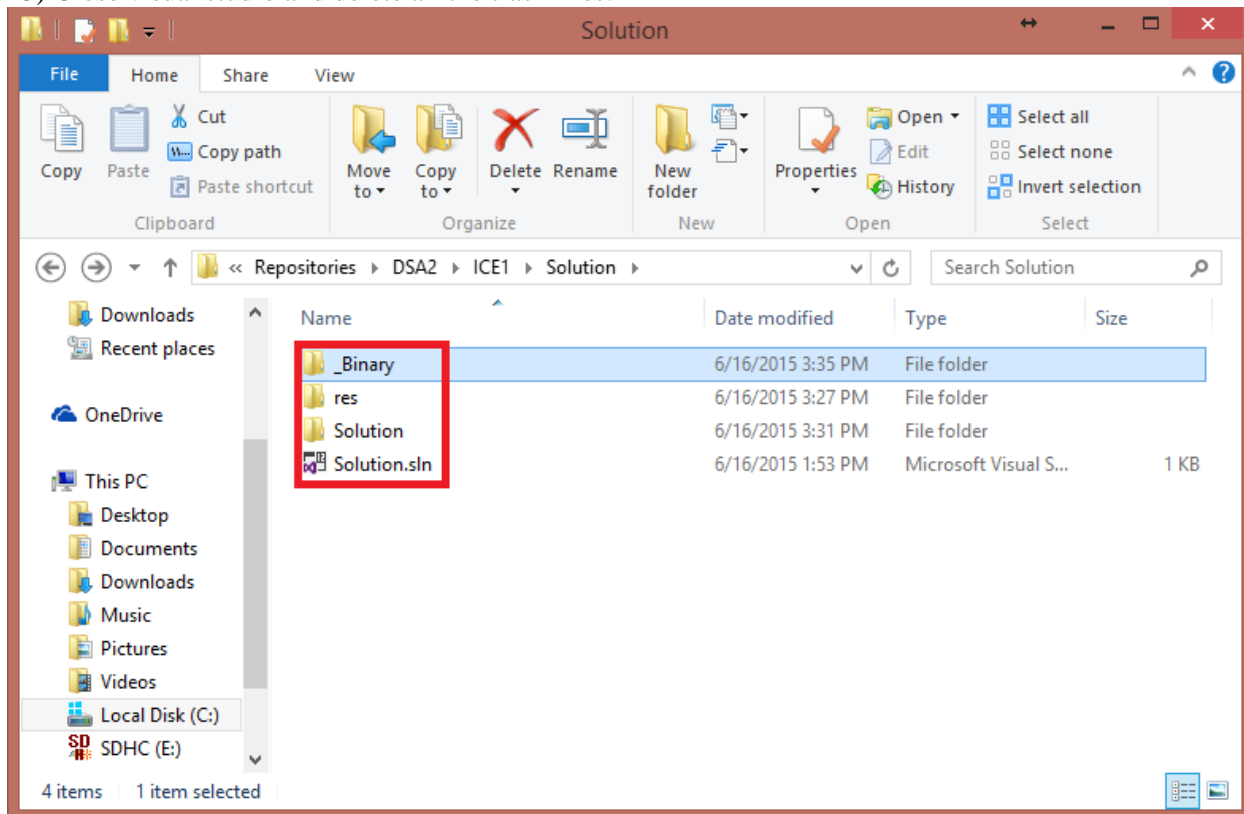 Solution
File Home Share View
Copy
Paste
Cut
Copy path
Paste shortcut
Clipboard
Move to
Copy to
Delete
Rename
Organize
New folder
New
Properties
Open
Edit
History
Open
Select all
Select none
Invert selection
Select
« Repositories DSA2 ICE1 Solution
Search Solution
Downloads
Recent places
OneDrive
This PC
Desktop
Documents
Downloads
Music
Pictures
Videos
Local Disk (C:)
SDHC (E:)
Name Date modified Type Size
_Binary 6/16/2015 3:35 PM File folder
res 6/16/2015 3:27 PM File folder
Solution 6/16/2015 3:31 PM File folder
Solution.sln 6/16/2015 1:53 PM Microsoft Visual S... 1 KB
4 items 1 item selected